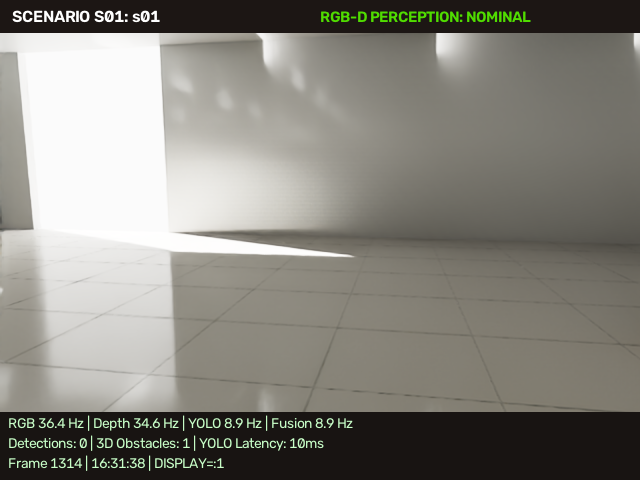 SCENARIO S01: s01
RGB-D PERCEPTION: NOMINAL
RGB 36.4 Hz | Depth 34.6 Hz | YOLO 8.9 Hz | Fusion 8.9 Hz
Detections: 0 | 3D Obstacles: 1 | YOLO Latency: 10ms
Frame 1314 | 16:31:38 | DISPLAY=:1